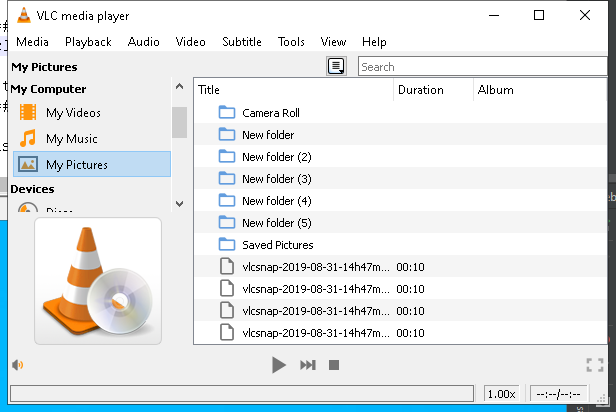 VLC media player
Media Playback Audio Video Subtitle Tools View Help
My Pictures
Search
My Computer
My Videos
My Music
My Pictures
Devices
Title Duration Album
Camera Roll
New folder
New folder (2)
New folder (3)
New folder (4)
New folder (5)
Saved Pictures
vlcsnap-2019-08-31-14h47m... 00:10
vlcsnap-2019-08-31-14h47m... 00:10
vlcsnap-2019-08-31-14h47m... 00:10
vlcsnap-2019-08-31-14h47m... 00:10
1.00x --:--/--:--